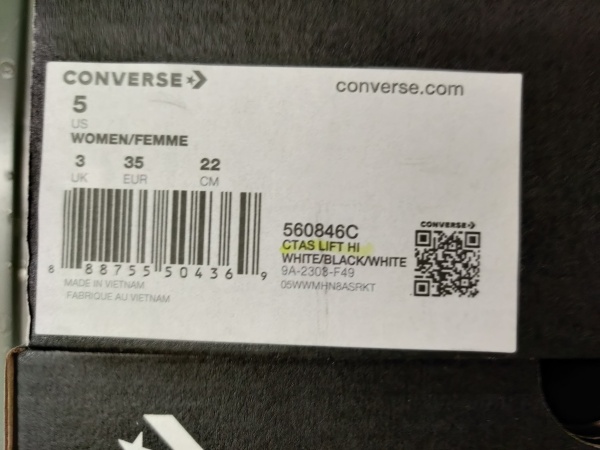 CONVERSE
converse.com
5
US
WOMEN/FEMME
3 35 22
UK EUR CM
8 88755 50436 9
MADE IN VIETNAM
FABRIQUE AU VIETNAM
560846C
CTAS LIFT HI
WHITE/BLACK/WHITE
9A-2308-F49
05WWMHN8ASRKT
CONVERSE